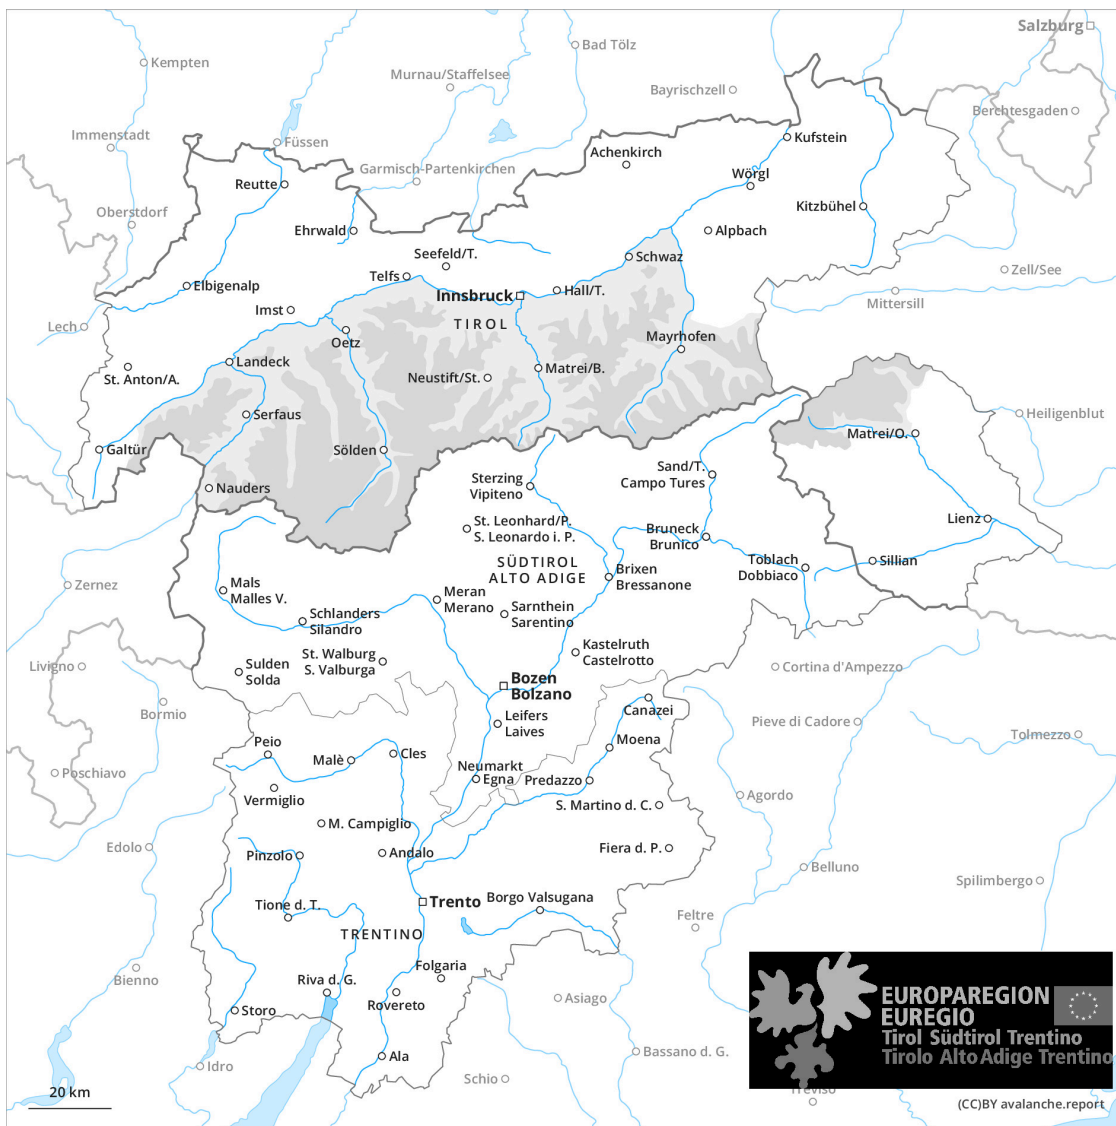 Salzburg
Bad Tölz
Kempten
Murnau/Staffelsee
Bayrischzell
Berchtesgaden
Immenstadt
Füssen
Kufstein
Achenkirch
Garmisch-Partenkirchen
Wörgl
Reutte
Kitzbühel
Oberstdorf
Ehrwald
Alpbach
Seefeld/T.
Schwaz
Telfs
Zell/See
Elbigenalp
Innsbruck
Hall/T.
Mittersill
Imst
Lech
TIROL
Oetz
Mayrhofen
Landeck
Matrei/B.
St. Anton/A.
Neustift/St.
Serfaus
Heiligenblut
Matrei/O.
Galtür
Sölden
Sand/T.
Campo Tures
Sterzing
Vipiteno
Nauders
Lienz
St. Leonhard/P.
S. Leonardo i. P.
Bruneck
Brunico
SÜDTIROL
ALTO ADIGE
Toblach
Dobbiaco
Sillian
Brixen
Bressanone
Zernez
Mals
Malles V.
Meran
Merano
Sarnthein
Sarentino
Schlanders
Silandro
Kastelruth
Castelrotto
St. Walburg
S. Valburga
Livigno
Sulden
Solda
Cortina d'Ampezzo
Bozen
Bolzano
Bormio
Canazei
Leifers
Laives
Pieve di Cadore
Tolmezzo
Peio
Moena
Malè
Cles
Neumarkt
Egna
Predazzo
Poschiavo
Vermiglio
Agordo
S. Martino d. C.
M. Campiglio
Edolo
Pinzolo
Andalo
Fiera d. P.
Belluno
Spilimbergo
Borgo Valsugana
Tione d. T.
Trento
Feltre
TRENTINO
Folgaria
Bienno
Riva d. G.
Rovereto
Asiago
Storo
EUROPAREGION
EUREGIO
Tirol Südtirol Trentino
Tirolo Alto Adige Trentino
Ala
Bassano d. G.
Idro
Schio
Treviso
20 km
(CC)BY avalanche.report